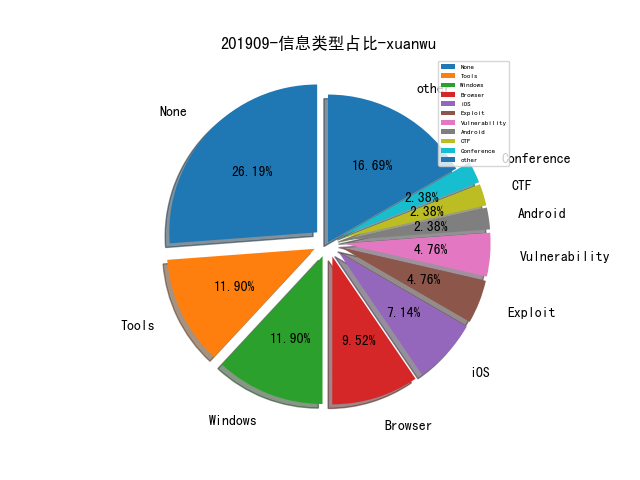 201909-信息类型占比-xuanwu
None
Tools
Windows
Browser
iOS
Exploit
Vulnerability
Android
CTF
Conference
other
other
None
26.19%
16.69%
Conference
CTF
2.38%
2.38%
Android
2.38%
4.76%
Vulnerability
11.90%
4.76%
7.14%
Exploit
Tools
11.90%
9.52%
iOS
Windows
Browser